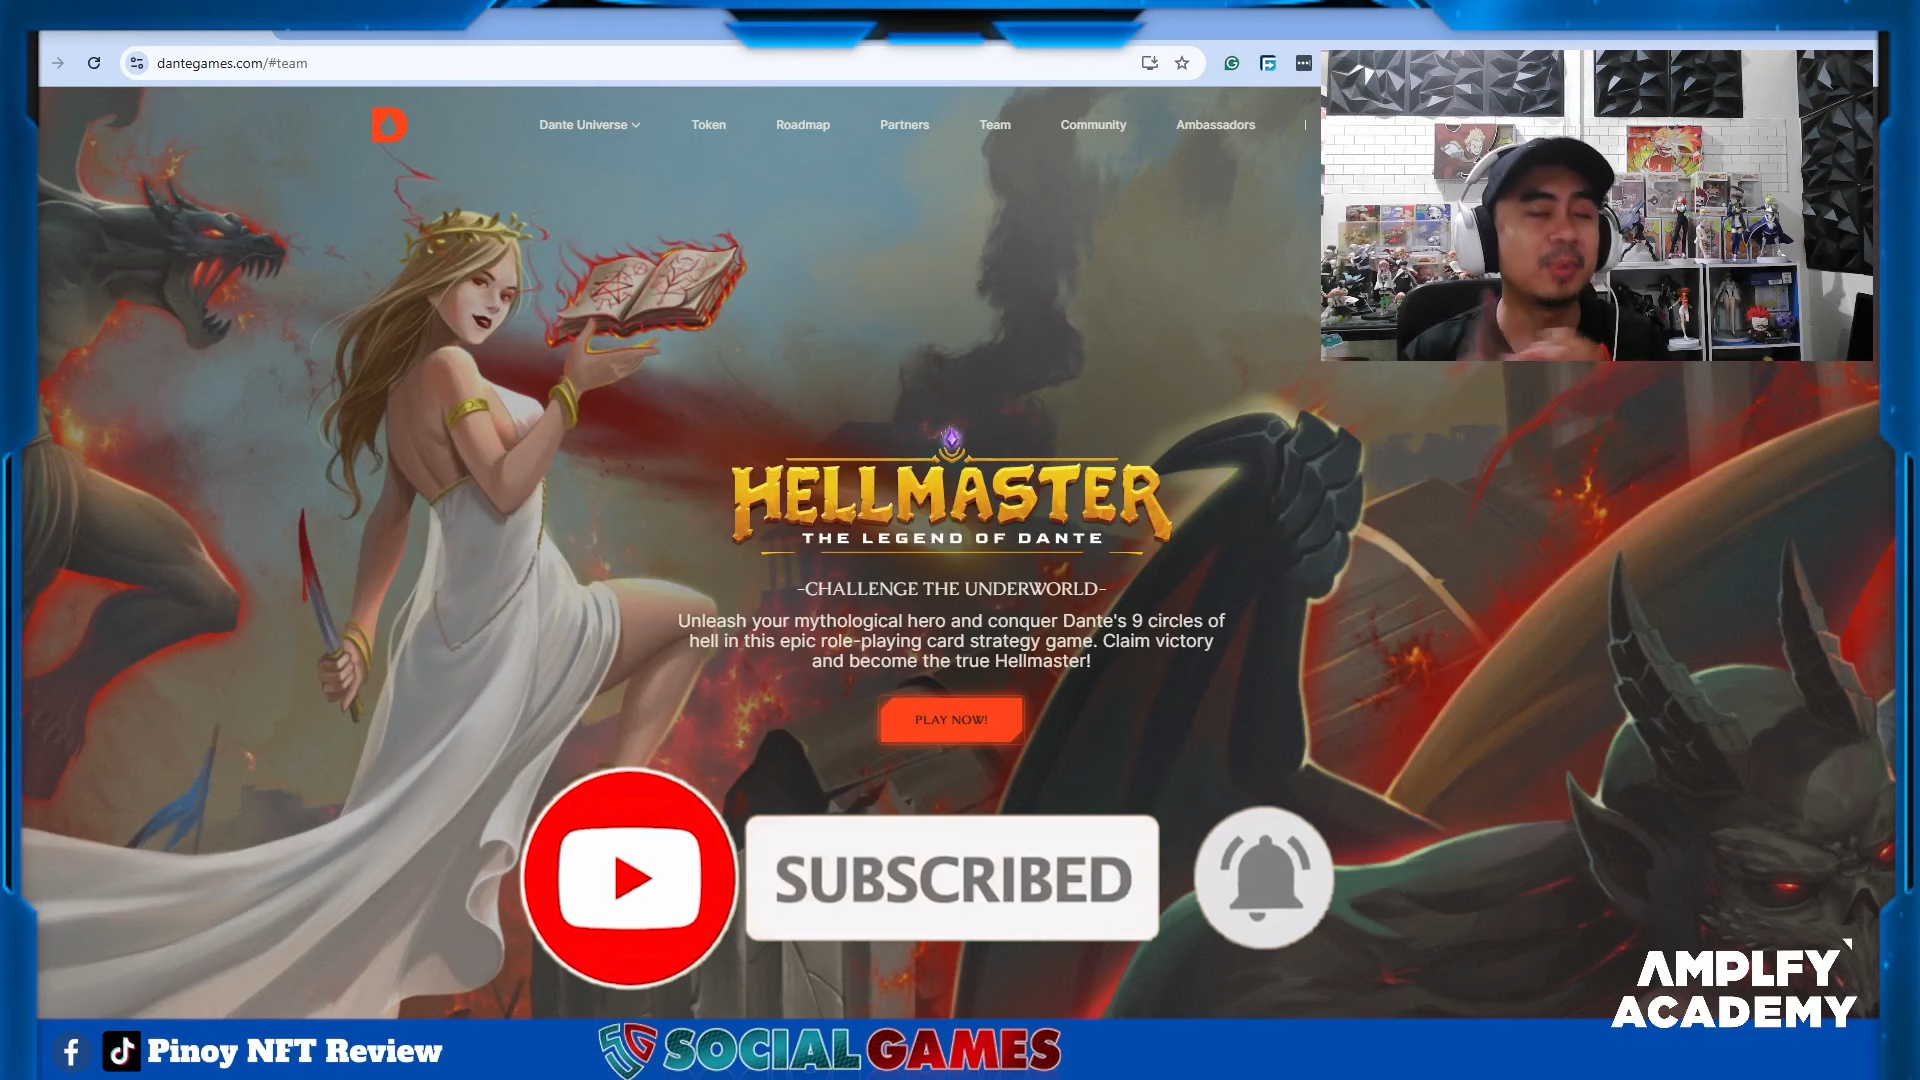 dantegames.com/#team
Dante Universe
Token
Roadmap
Partners
Team
Community
Ambassadors
HELLMASTER
THE LEGEND OF DANTE
-CHALLENGE THE UNDERWORLD-
Unleash your mythological hero and conquer Dante's 9 circles of
hell in this epic role-playing card strategy game. Claim victory
and become the true Hellmaster!
PLAY NOW!
SUBSCRIBED
AMPLFY
ACADEMY
Pinoy NFT Review
SG SOCIALGAMES